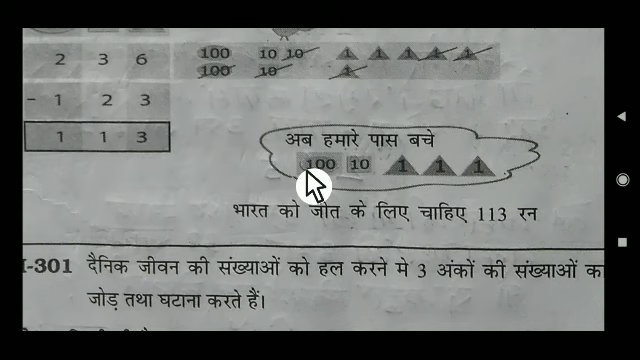 2 3 6 100 10 10 1 1 1 1 1
100 10 1
- 1 2 3
1 1 3
अब हमारे पास बचे
100 10 1 1 1
भारत को जीत के लिए चाहिए 113 रन
-301 दैनिक जीवन की संख्याओं को हल करने मे 3 अंकों की संख्याओं का
जोड़ तथा घटाना करते हैं।